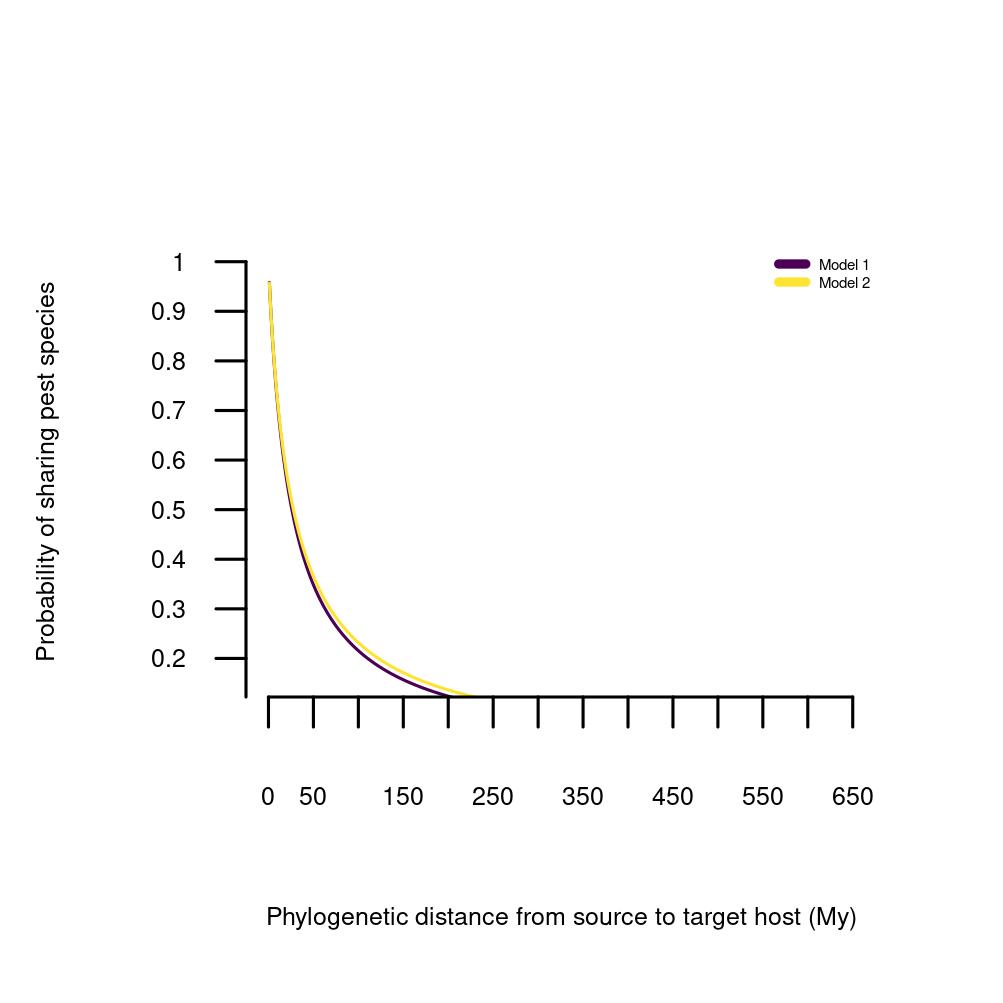 Model 1
Model 2
Probability of sharing pest species
1
0.9
0.8
0.7
0.6
0.5
0.4
0.3
0.2
0 50 150 250 350 450 550 650
Phylogenetic distance from source to target host (My)